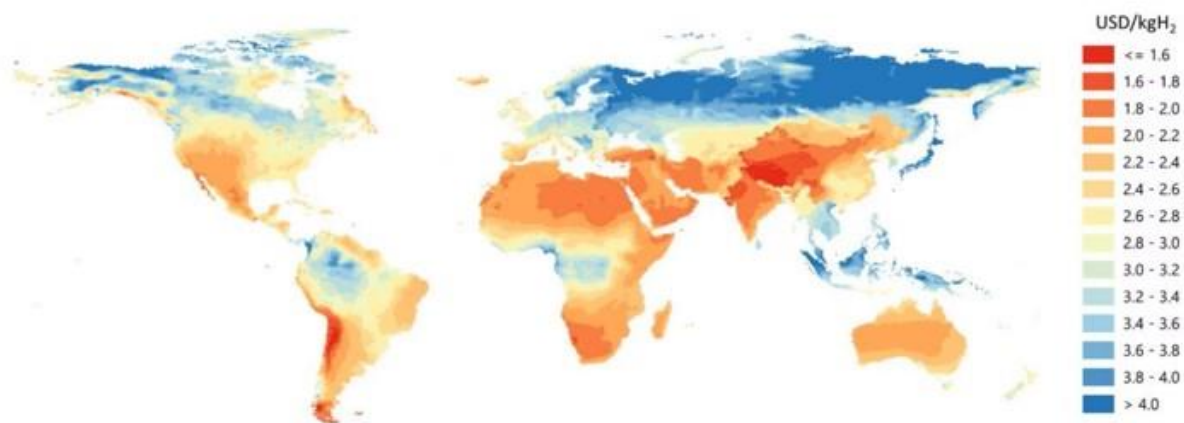 USD/kgH₂
<= 1.6
1.6 - 1.8
1.8 - 2.0
2.0 - 2.2
2.2 - 2.4
2.4 - 2.6
2.6 - 2.8
2.8 - 3.0
3.0 - 3.2
3.2 - 3.4
3.4 - 3.6
3.6 - 3.8
3.8 - 4.0
> 4.0